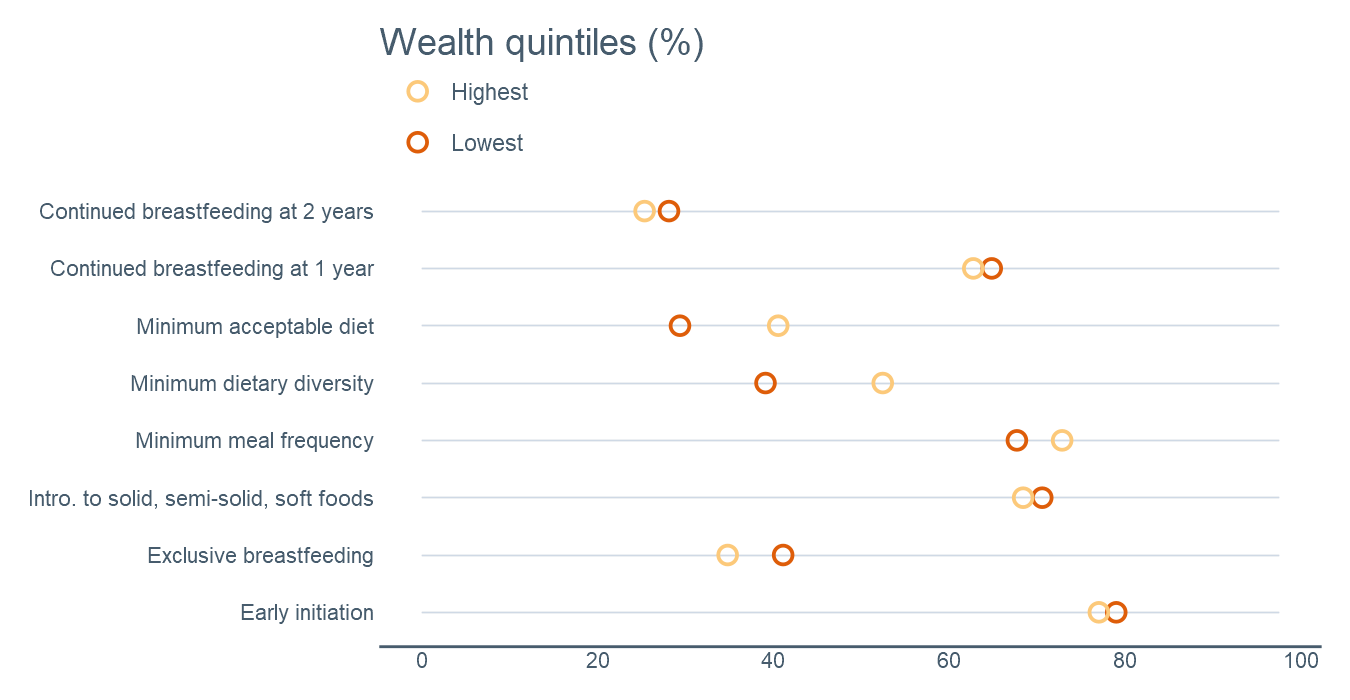 Wealth quintiles (%)
Highest
Lowest
Continued breastfeeding at 2 years
Continued breastfeeding at 1 year
Minimum acceptable diet
Minimum dietary diversity
Minimum meal frequency
Intro. to solid, semi-solid, soft foods
Exclusive breastfeeding
Early initiation
0 20 40 60 80 100